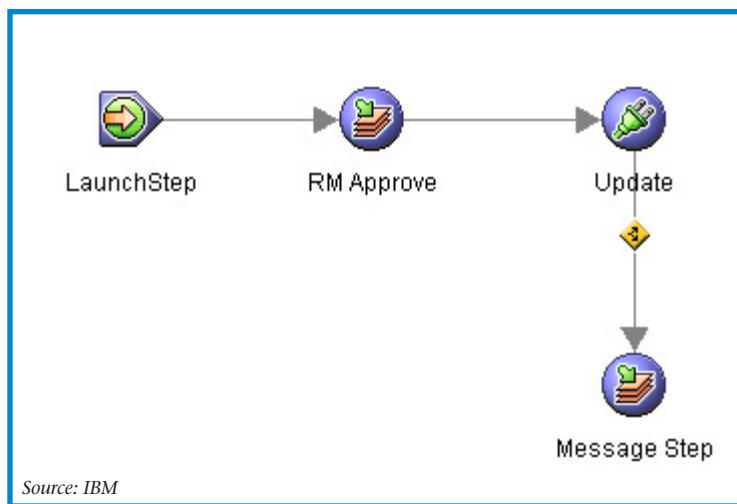 LaunchStep
RM Approve
Update
Message Step
Source: IBM